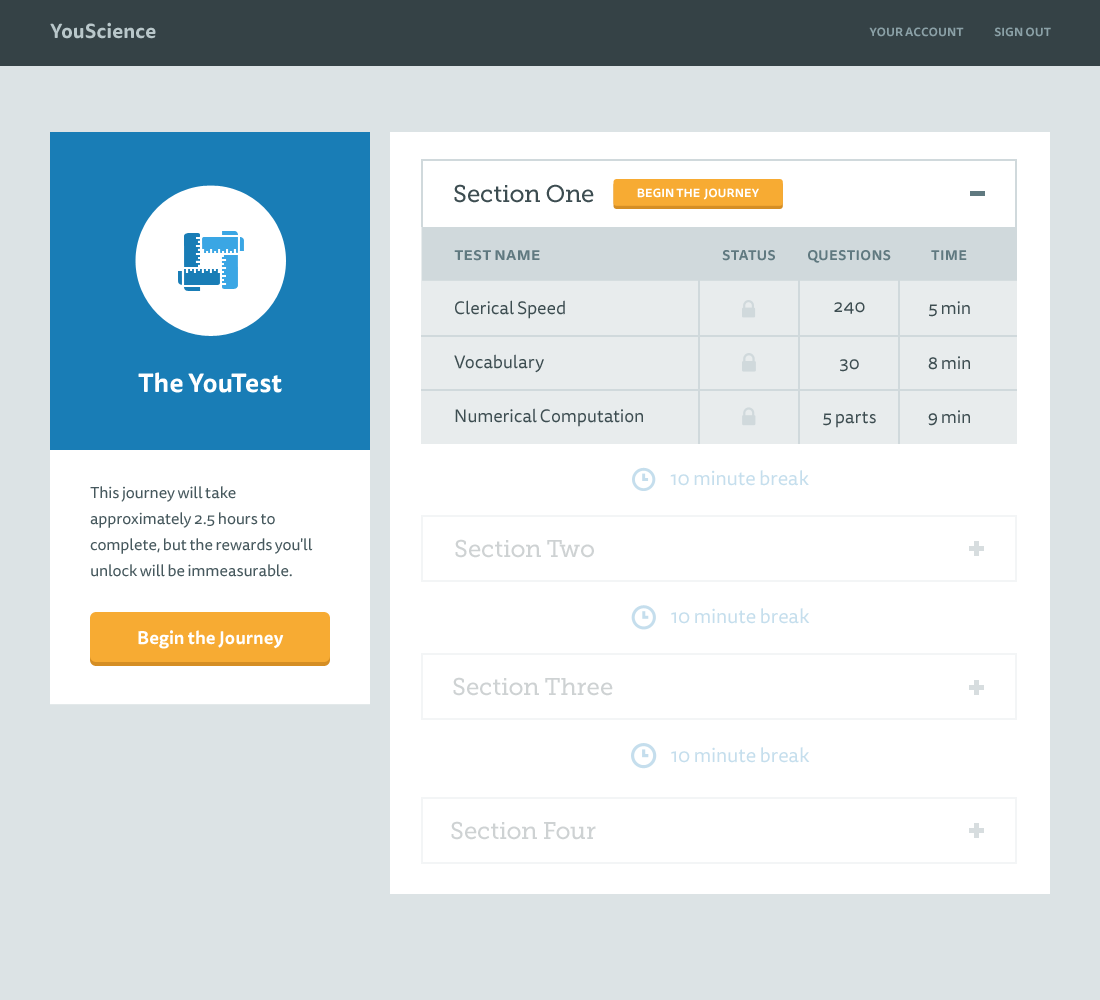 YouScience
YOUR ACCOUNT
SIGN OUT
The YouTest
This journey will take
approximately 2.5 hours to
complete, but the rewards you'll
unlock will be immeasurable.
Begin the Journey
Section One
BEGIN THE JOURNEY
TEST NAME STATUS QUESTIONS TIME
Clerical Speed 240 5 min
Vocabulary 30 8 min
Numerical Computation 5 parts 9 min
10 minute break
Section Two
10 minute break
Section Three
10 minute break
Section Four